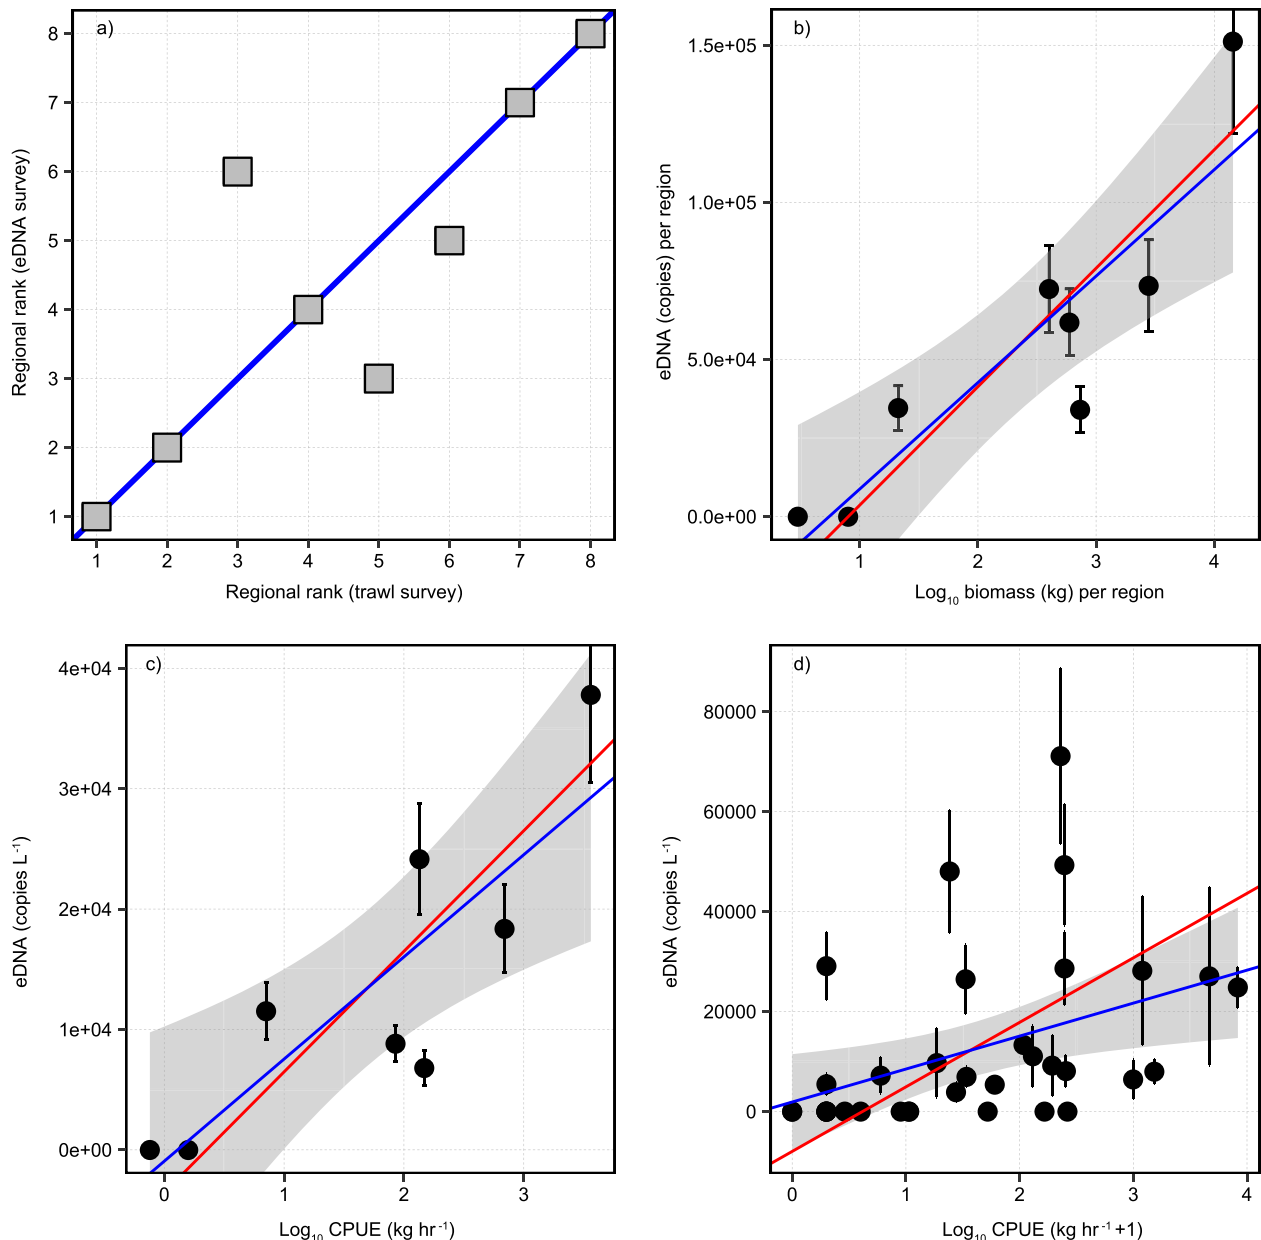 a)
8
7
6
5
4
3
2
1
Regional rank (eDNA survey)
1 2 3 4 5 6 7 8
Regional rank (trawl survey)
b)
1.5e+05
1.0e+05
5.0e+04
0.0e+00
eDNA (copies) per region
1 2 3 4
Log₁₀ biomass (kg) per region
c)
4e+04
3e+04
2e+04
1e+04
0e+00
eDNA (copies L⁻¹)
0 1 2 3
Log₁₀ CPUE (kg hr⁻¹)
d)
80000
60000
40000
20000
0
eDNA (copies L⁻¹)
0 1 2 3 4
Log₁₀ CPUE (kg hr⁻¹+1)